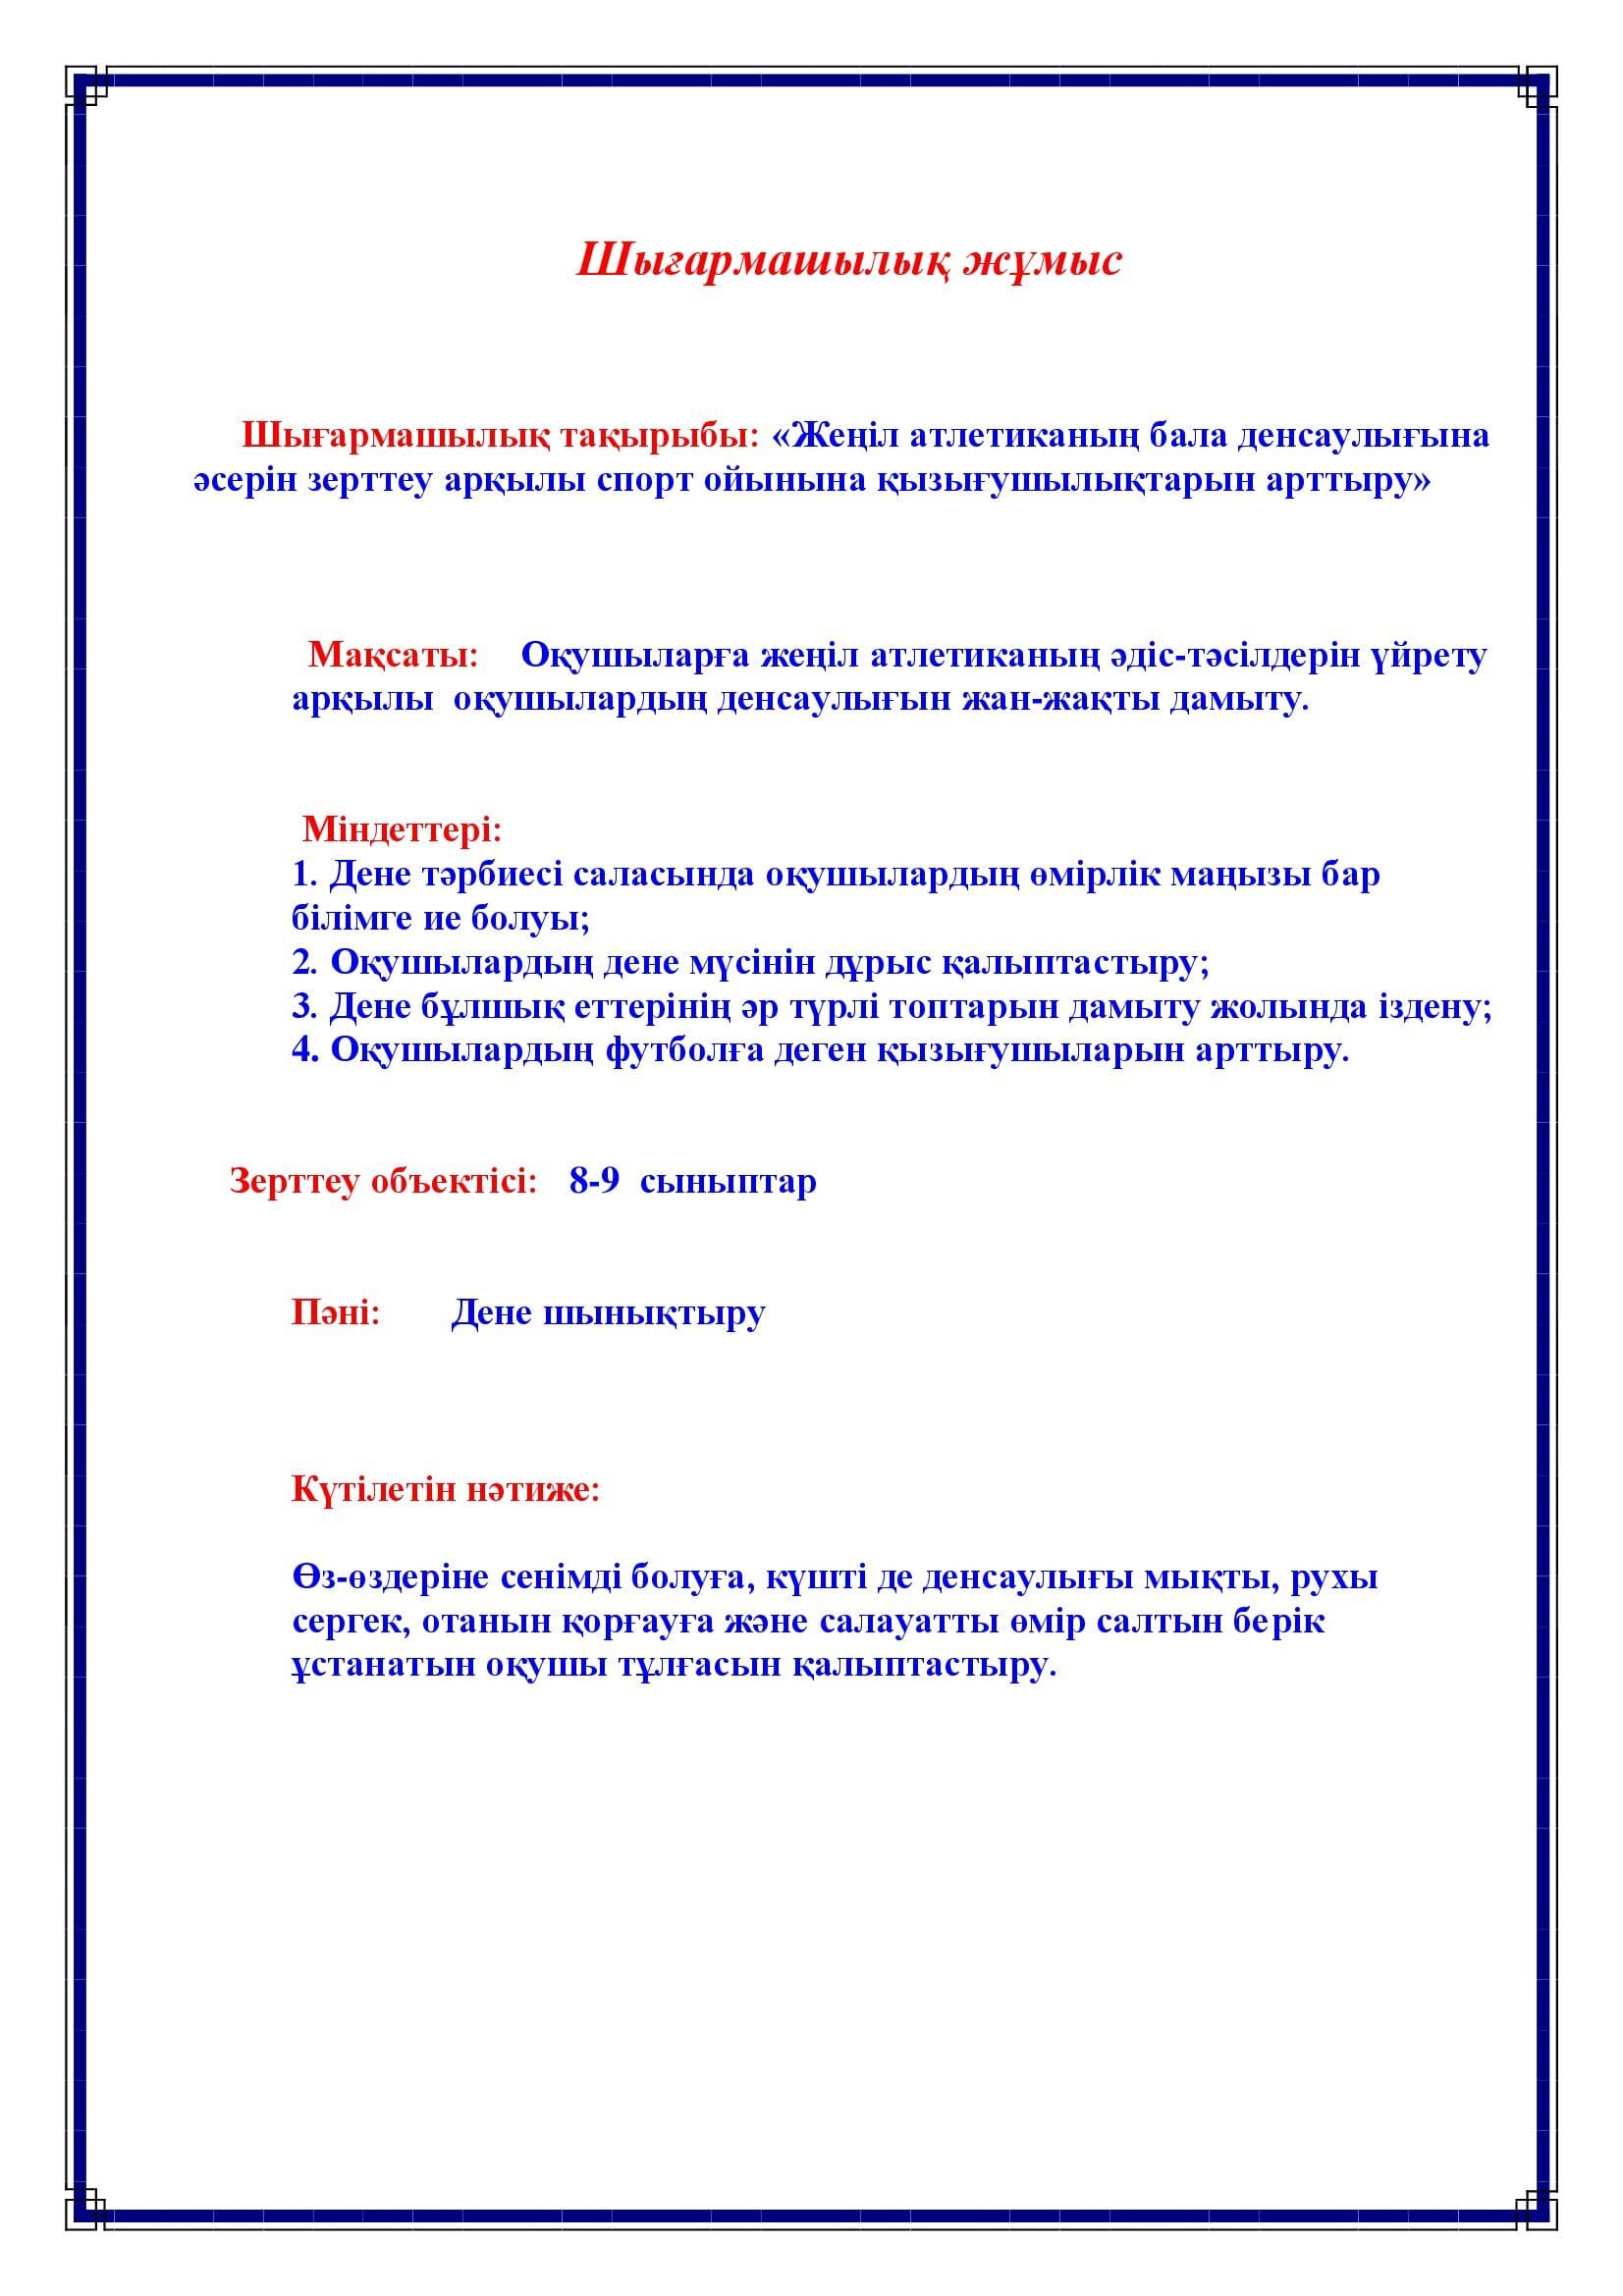 Шығармашылық жұмыс
Шығармашылық тақырыбы: «Жеңіл атлетиканың бала денсаулығына
әсерін зерттеу арқылы спорт ойынына қызығушылықтарын арттыру»
Мақсаты: Оқушыларға жеңіл атлетиканың әдіс-тәсілдерін үйрету
арқылы оқушылардың денсаулығын жан-жақты дамыту.
Міндеттері:
1. Дене тәрбиесі саласында оқушылардың өмірлік маңызы бар
білімге ие болуы;
2. Оқушылардың дене мүсінін дұрыс қалыптастыру;
3. Дене бұлшық еттерінің әр түрлі топтарын дамыту жолында іздену;
4. Оқушылардың футболға деген қызығушыларын арттыру.
Зерттеу объектісі: 8-9 сыныптар
Пәні: Дене шынықтыру
Күтілетін нәтиже:
Өз-өздеріне сенімді болуға, күшті де денсаулығы мықты, рухы
сергек, отанын қорғауға және салауатты өмір салтын берік
ұстанатын оқушы тұлғасын қалыптастыру.